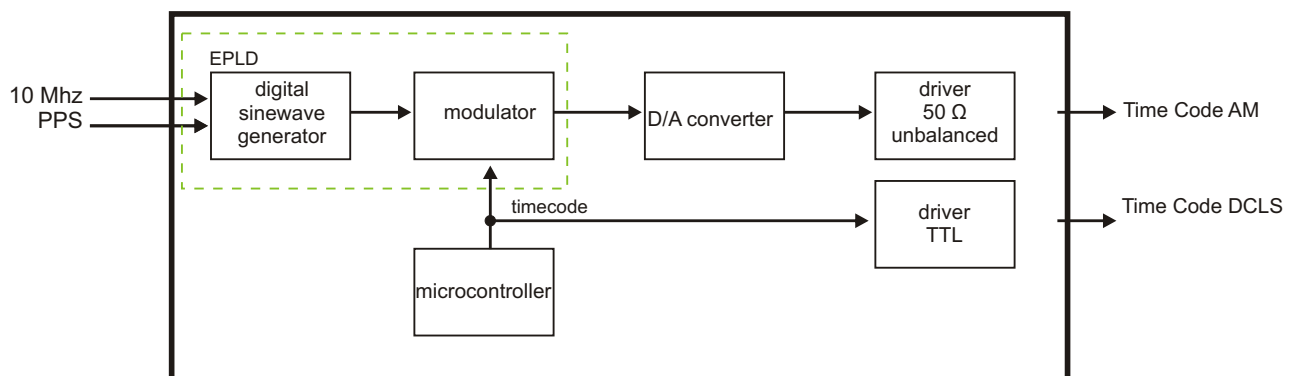 EPLD
10 Mhz
PPS
digital
sinewave
generator
modulator
D/A converter
driver
50 Ω
unbalanced
Time Code AM
timecode
driver
TTL
Time Code DCLS
microcontroller